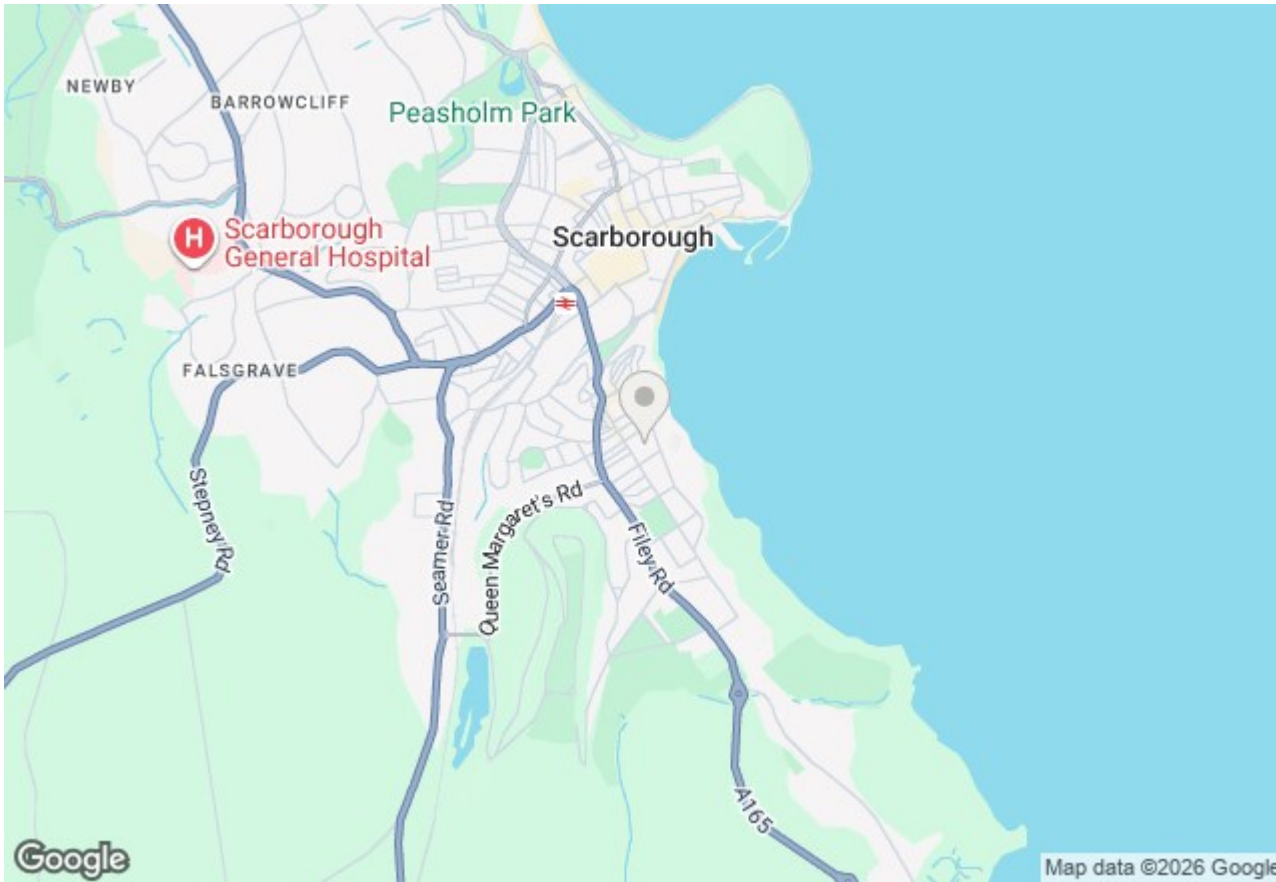 NEWBY
BARROWCLIFF
Peasholm Park
Scarborough
H
Scarborough
General Hospital
FALSGRAVE
Stepney Rd
Seamer Rd
Queen Margaret's Rd
Filey Rd
A165
Google
Map data ©2026 Google